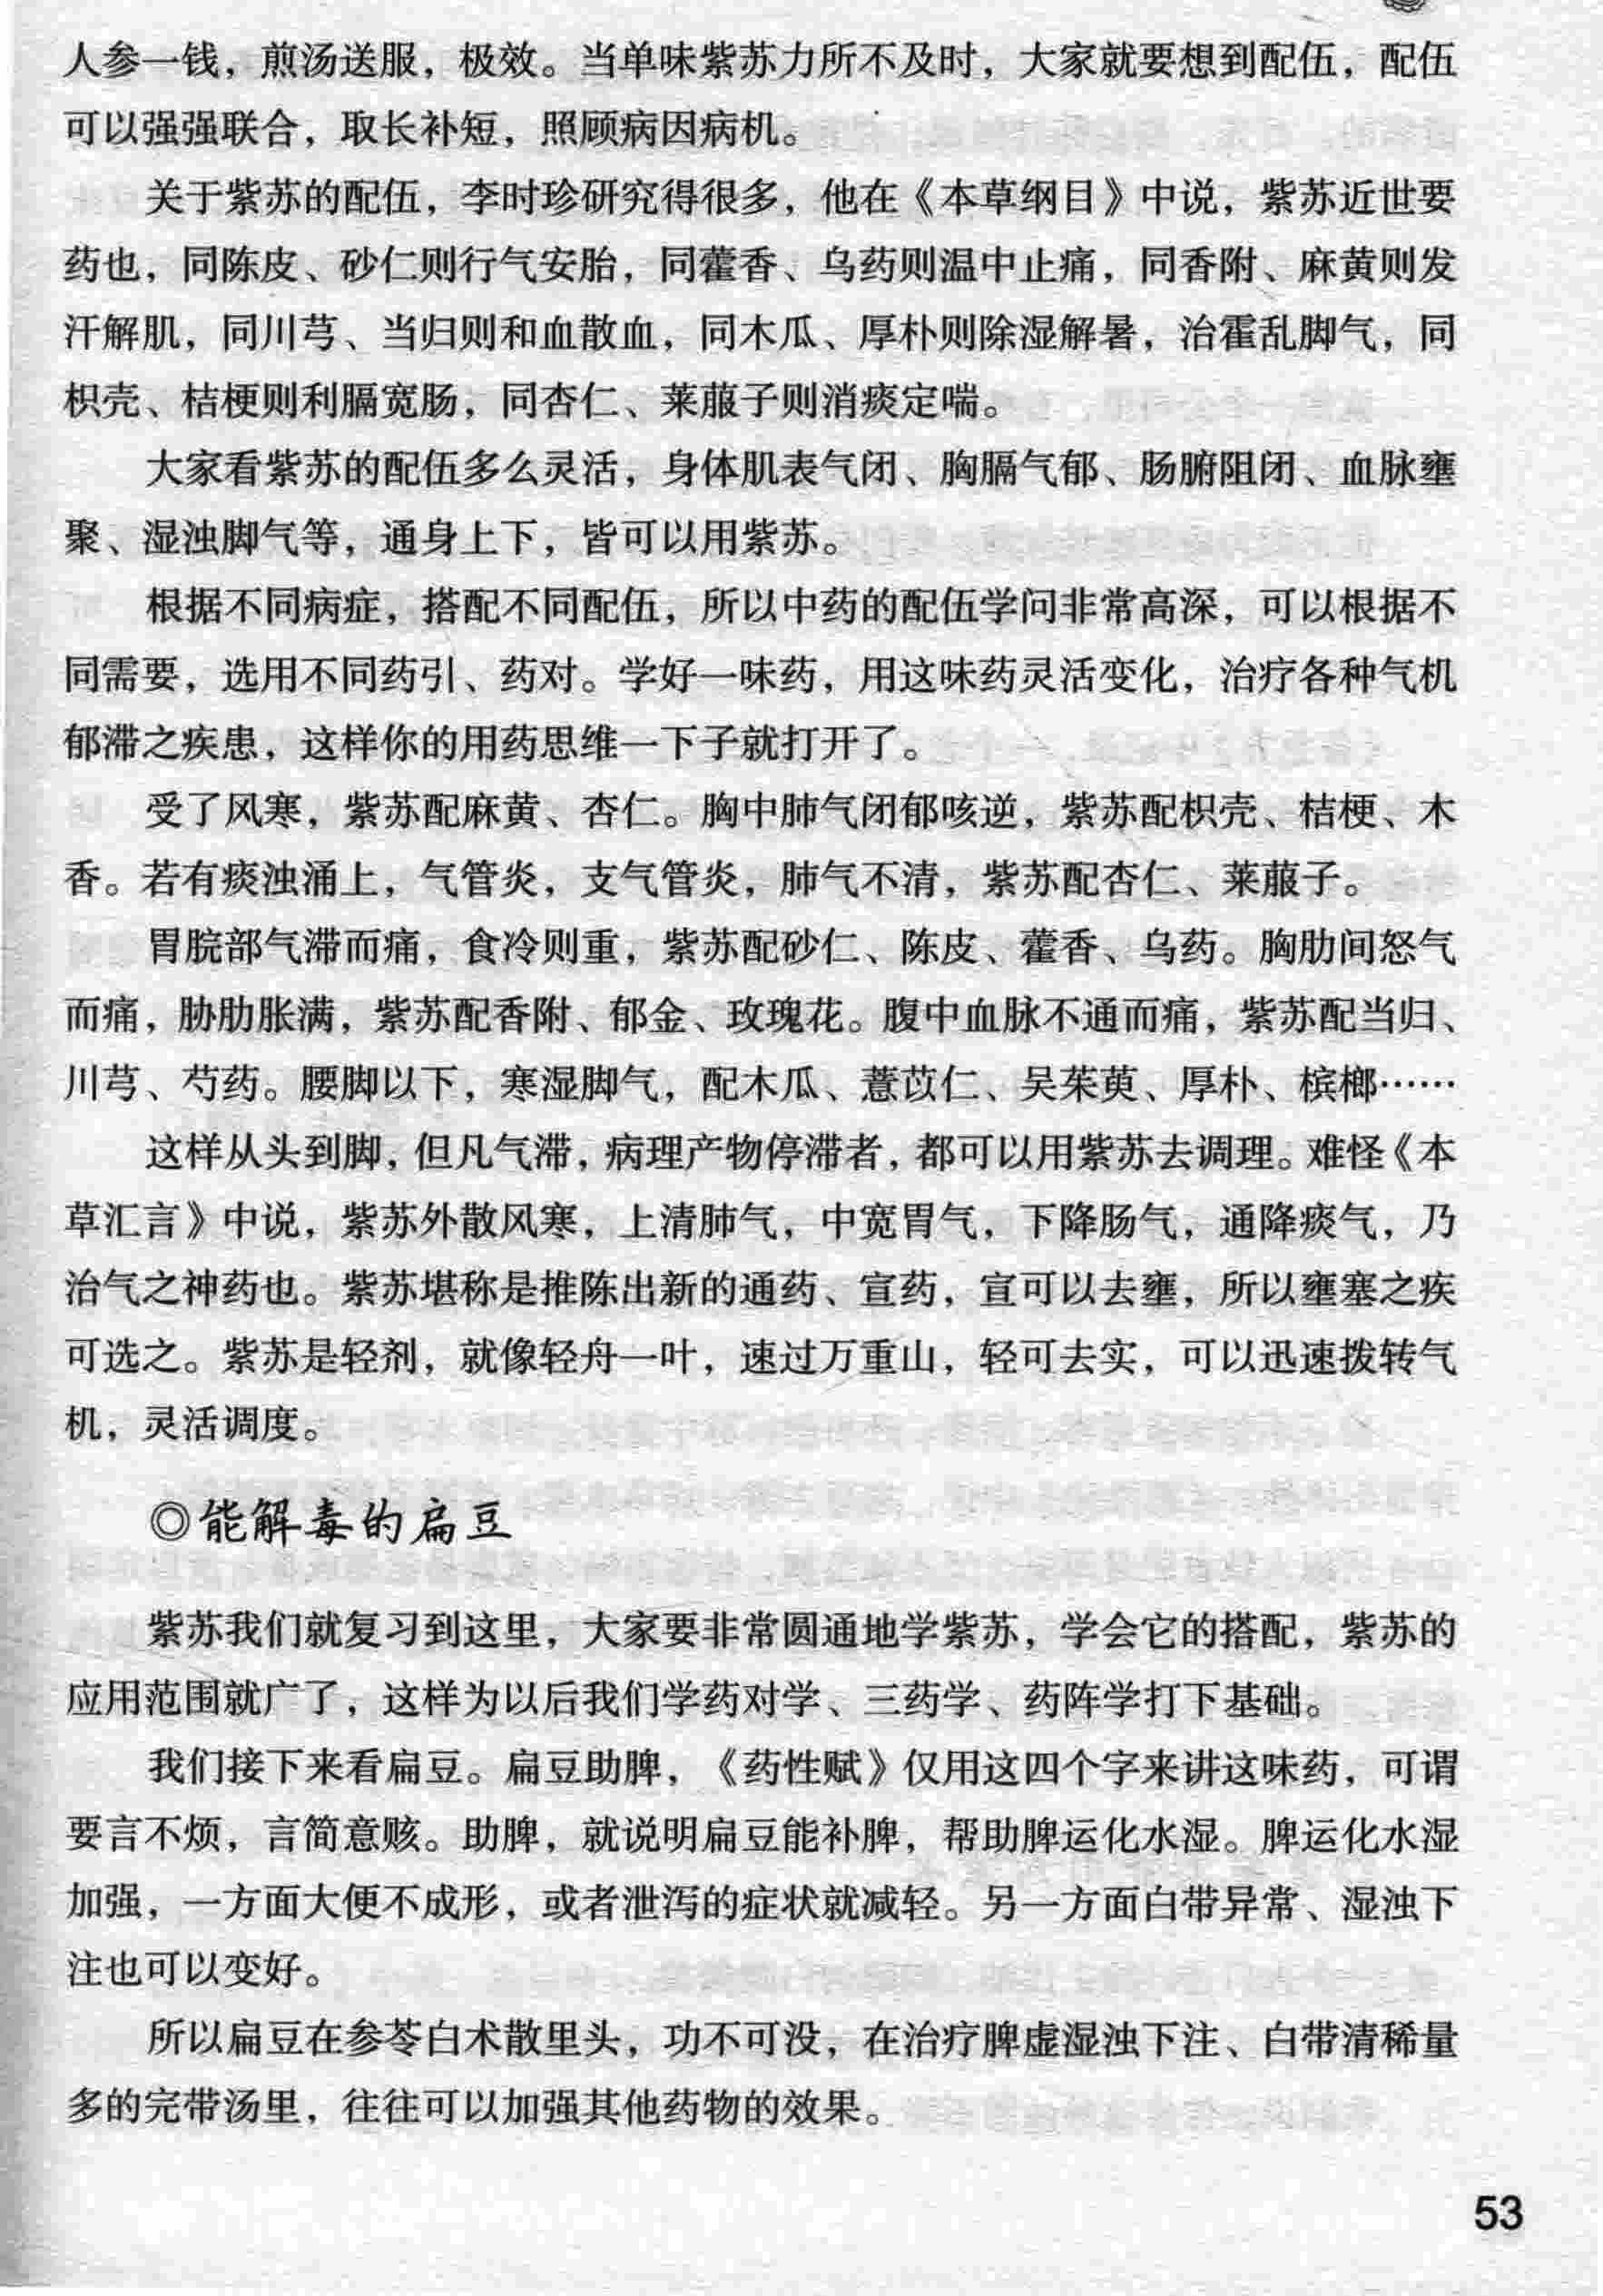 人参一钱，煎汤送服，极效。当单味紫苏力所不及时，大家就要想到配伍，配伍
可以强强联合，取长补短，照顾病因病机。
关于紫苏的配伍，李时珍研究得很多，他在《本草纲目》中说，紫苏近世要
药也，同陈皮、砂仁则行气安胎，同藿香、乌药则温中止痛，同香附、麻黄则发
汗解肌，同川芎、当归则和血散血，同木瓜、厚朴则除湿解暑，治霍乱脚气，同
枳壳、桔梗则利膈宽肠，同杏仁、莱菔子则消痰定喘。
大家看紫苏的配伍多么灵活，身体肌表气闭、胸膈气郁、肠腑阻闭、血脉壅
聚、湿浊脚气等，通身上下，皆可以用紫苏。
根据不同病症，搭配不同配伍，所以中药的配伍学问非常高深，可以根据不
同需要，选用不同药引、药对。学好一味药，用这味药灵活变化，治疗各种气机
郁滞之疾患，这样你的用药思维一下子就打开了。
受了风寒，紫苏配麻黄、杏仁。胸中肺气闭郁咳逆，紫苏配枳壳、桔梗、木
香。若有痰浊涌上，气管炎，支气管炎，肺气不清，紫苏配杏仁、莱菔子。
胃脘部气滞而痛，食冷则重，紫苏配砂仁、陈皮、藿香、乌药。胸肋间怒气
而痛，胁肋胀满，紫苏配香附、郁金、玫瑰花。腹中血脉不通而痛，紫苏配当归、
川芎、芍药。腰脚以下，寒湿脚气，配木瓜、薏苡仁、吴茱萸、厚朴、槟榔……
这样从头到脚，但凡气滞，病理产物停滞者，都可以用紫苏去调理。难怪《本
草汇言》中说，紫苏外散风寒，上清肺气，中宽胃气，下降肠气，通降痰气，乃
治气之神药也。紫苏堪称是推陈出新的通药、宣药，宣可以去壅，所以壅塞之疾
可选之。紫苏是轻剂，就像轻舟一叶，速过万重山，轻可去实，可以迅速拨转气
机，灵活调度。
◎能解毒的扁豆
紫苏我们就复习到这里，大家要非常圆通地学紫苏，学会它的搭配，紫苏的
应用范围就广了，这样为以后我们学药对学、三药学、药阵学打下基础。
我们接下来看扁豆。扁豆助脾，《药性赋》仅用这四个字来讲这味药，可谓
要言不烦，言简意赅。助脾，就说明扁豆能补脾，帮助脾运化水湿。脾运化水湿
加强，一方面大便不成形，或者泄泻的症状就减轻。另一方面白带异常、湿浊下
注也可以变好。
所以扁豆在参苓白术散里头，功不可没，在治疗脾虚湿浊下注、白带清稀量
多的完带汤里，往往可以加强其他药物的效果。
53